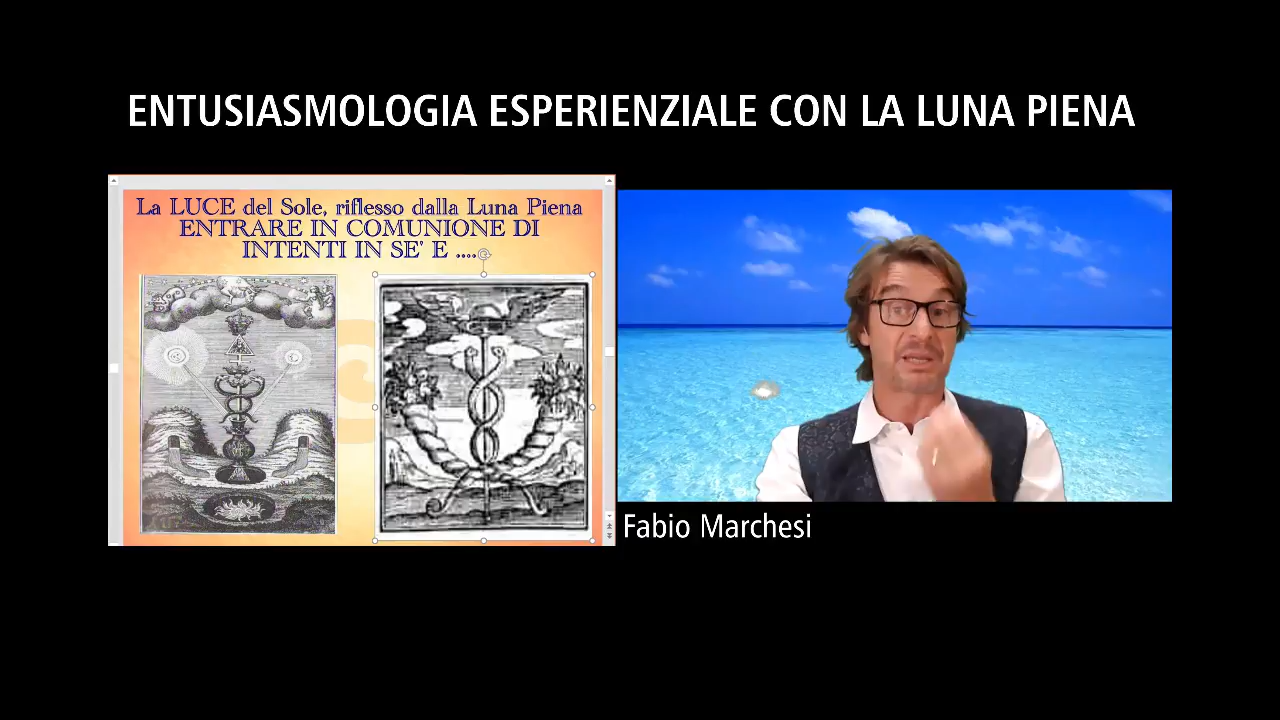 ENTUSIASMOLOGIA ESPERIENZIALE CON LA LUNA PIENA
La LUCE del Sole, riflesso dalla Luna Piena
ENTRARE IN COMUNIONE DI
INTENTI IN SE' E ....
Fabio Marchesi